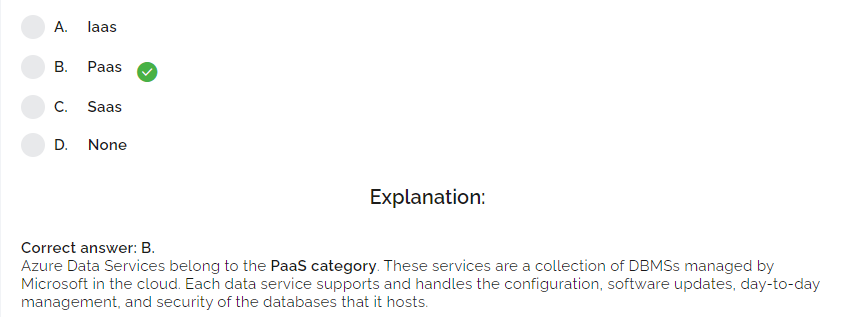 A. Iaas
B. Paas
C. Saas
D. None
Explanation:
Correct answer: B.
Azure Data Services belong to the PaaS category. These services are a collection of DBMSs managed by
Microsoft in the cloud. Each data service supports and handles the configuration, software updates, day-to-day
management, and security of the databases that it hosts.